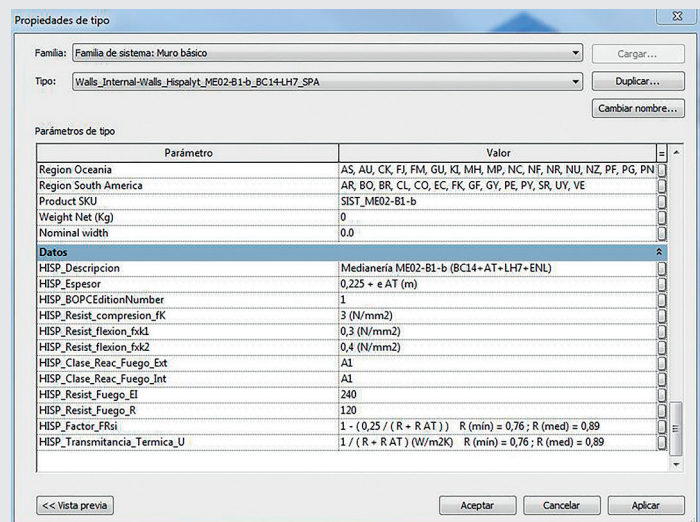 Propiedades de tipo
Familia: Familia de sistema: Muro básico Cargar...
Tipo: Walls_Internal-Walls_Hispalyt_ME02-B1-b_BC14-LH7_SPA Duplicar...
Cambiar nombre...
Parámetros de tipo
Parámetro Valor =
Region Oceania AS, AU, CK, FJ, FM, GU, KI, MH, MP, NC, NF, NR, NU, NZ, PF, PG, PN
Region South America AR, BO, BR, CL, CO, EC, FK, GF, GY, PE, PY, SR, UY, VE
Product SKU SIST_ME02-B1-b
Weight Net (Kg) 0
Nominal width 0.0
Datos
HISP_Descripcion Medianería ME02-B1-b (BC14+AT+LH7+ENL)
HISP_Espesor 0,225 + e AT (m)
HISP_BOPCEditionNumber 1
HISP_Resist_compresion_fK 3 (N/mm2)
HISP_Resist_flexion_fxk1 0,3 (N/mm2)
HISP_Resist_flexion_fxk2 0,4 (N/mm2)
HISP_Clase_Reac_Fuego_Ext A1
HISP_Clase_Reac_Fuego_Int A1
HISP_Resist_Fuego_EI 240
HISP_Resist_Fuego_R 120
HISP_Factor_FRsi 1 - ( 0,25 / ( R + R AT ) ) R (mín) = 0,76 ; R (med) = 0,89
HISP_Transmitancia_Termica_U 1 / ( R + R AT ) (W/m2K) R (mín) = 0,76 ; R (med) = 0,89
<< Vista previa Aceptar Cancelar Aplicar